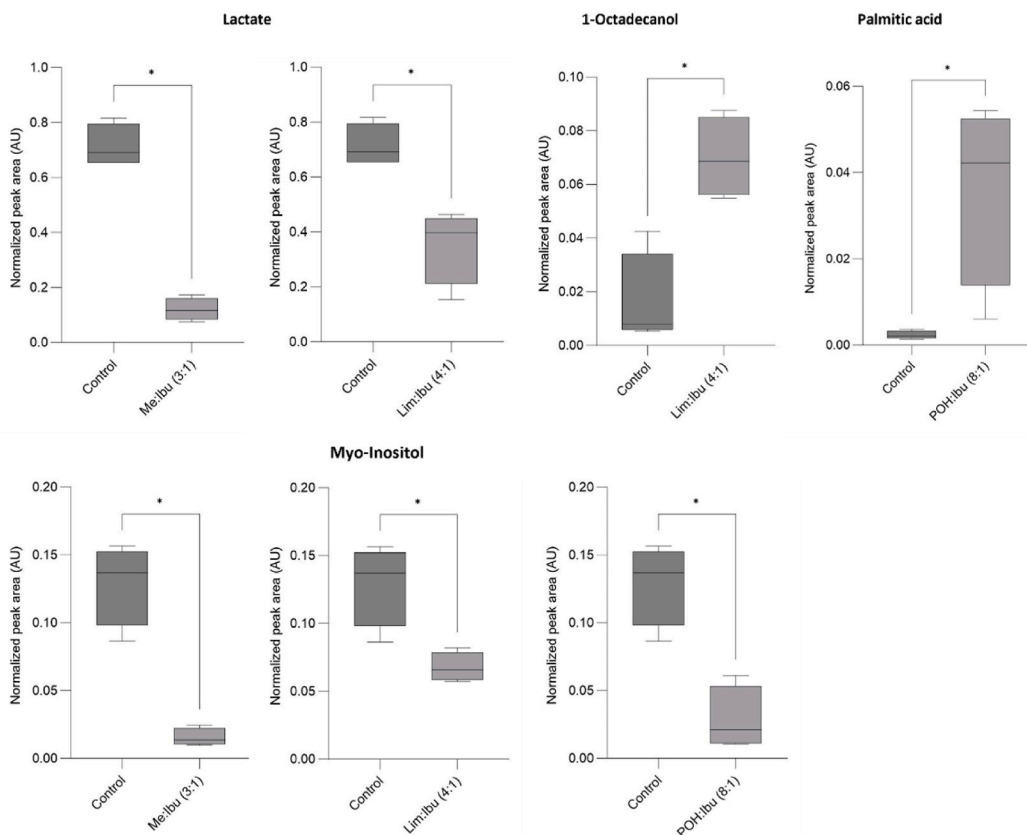 Lactate
1-Octadecanol
Palmitic acid
Normalized peak area (AU)
1.0
0.8
0.6
0.4
0.2
0.0
*
Control
Me:Ibu (3:1)
Normalized peak area (AU)
1.0
0.8
0.6
0.4
0.2
0.0
*
Control
Lim:Ibu (4:1)
Normalized peak area (AU)
0.10
0.08
0.06
0.04
0.02
0.00
*
Control
Lim:Ibu (4:1)
Normalized peak area (AU)
0.06
0.04
0.02
0.00
*
Control
POH:Ibu (8:1)
Myo-Inositol
Normalized peak area (AU)
0.20
0.15
0.10
0.05
0.00
*
Control
Me:Ibu (3:1)
Normalized peak area (AU)
0.20
0.15
0.10
0.05
0.00
*
Control
Lim:Ibu (4:1)
Normalized peak area (AU)
0.20
0.15
0.10
0.05
0.00
*
Control
POH:Ibu (8:1)